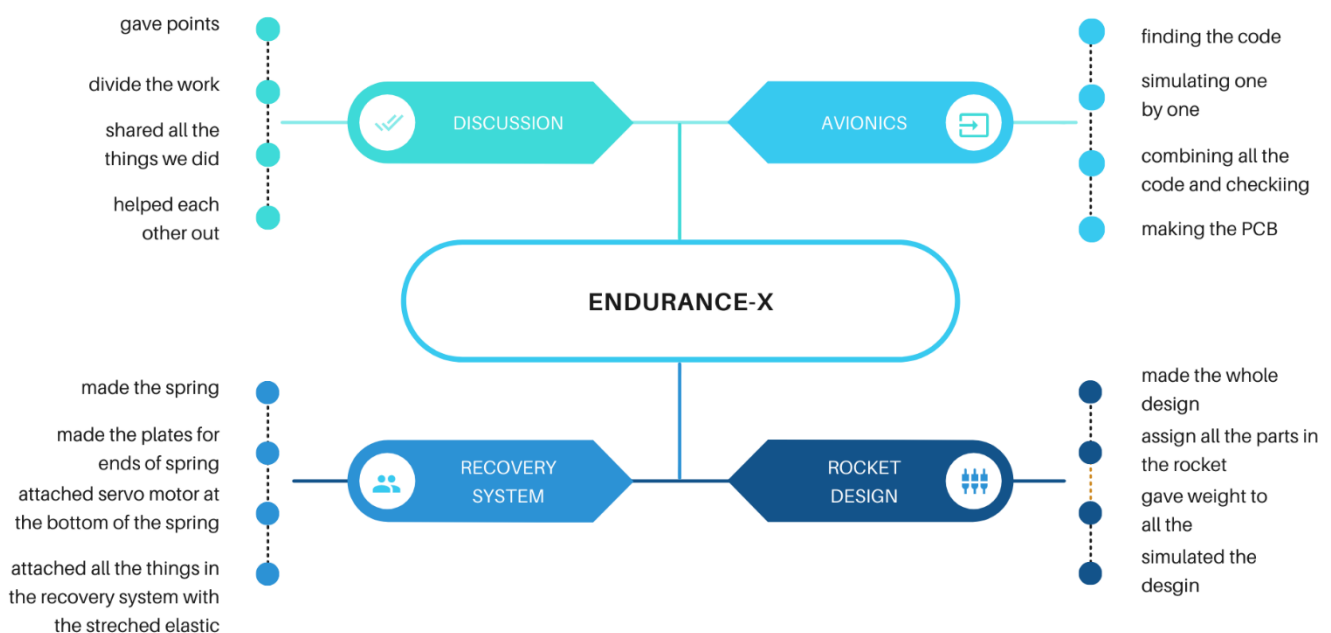 gave points
divide the work
shared all the
things we did
helped each
other out
DISCUSSION
AVIONICS
finding the code
simulating one
by one
combining all the
code and checkiing
making the PCB
ENDURANCE-X
made the spring
made the plates for
ends of spring
attached servo motor at
the bottom of the spring
attached all the things in
the recovery system with
the streched elastic
RECOVERY
SYSTEM
ROCKET
DESIGN
made the whole
design
assign all the parts in
the rocket
gave weight to
all the
simulated the
desgin